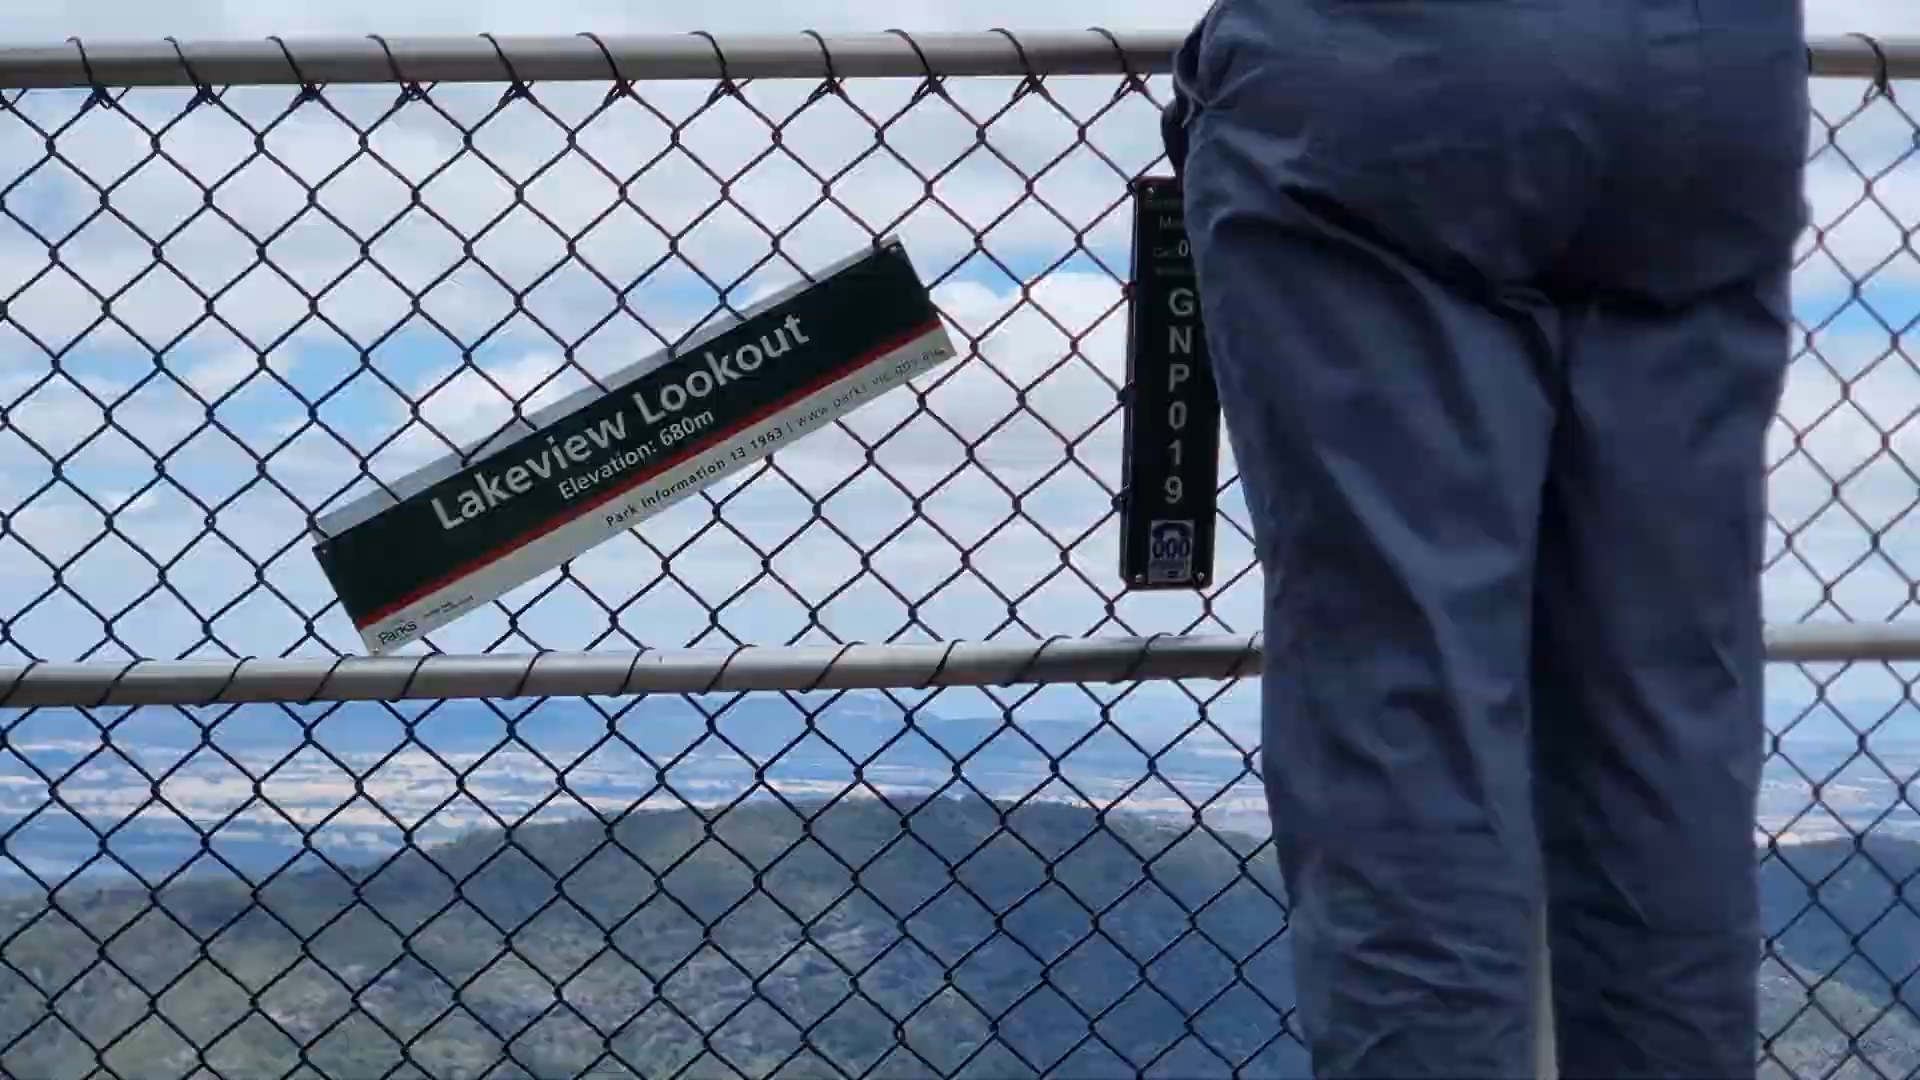 Lakeview Lookout
Elevation: 680m
Park Information 13 1963 | www.parks.vic.gov.au
Parks
GNP019
000